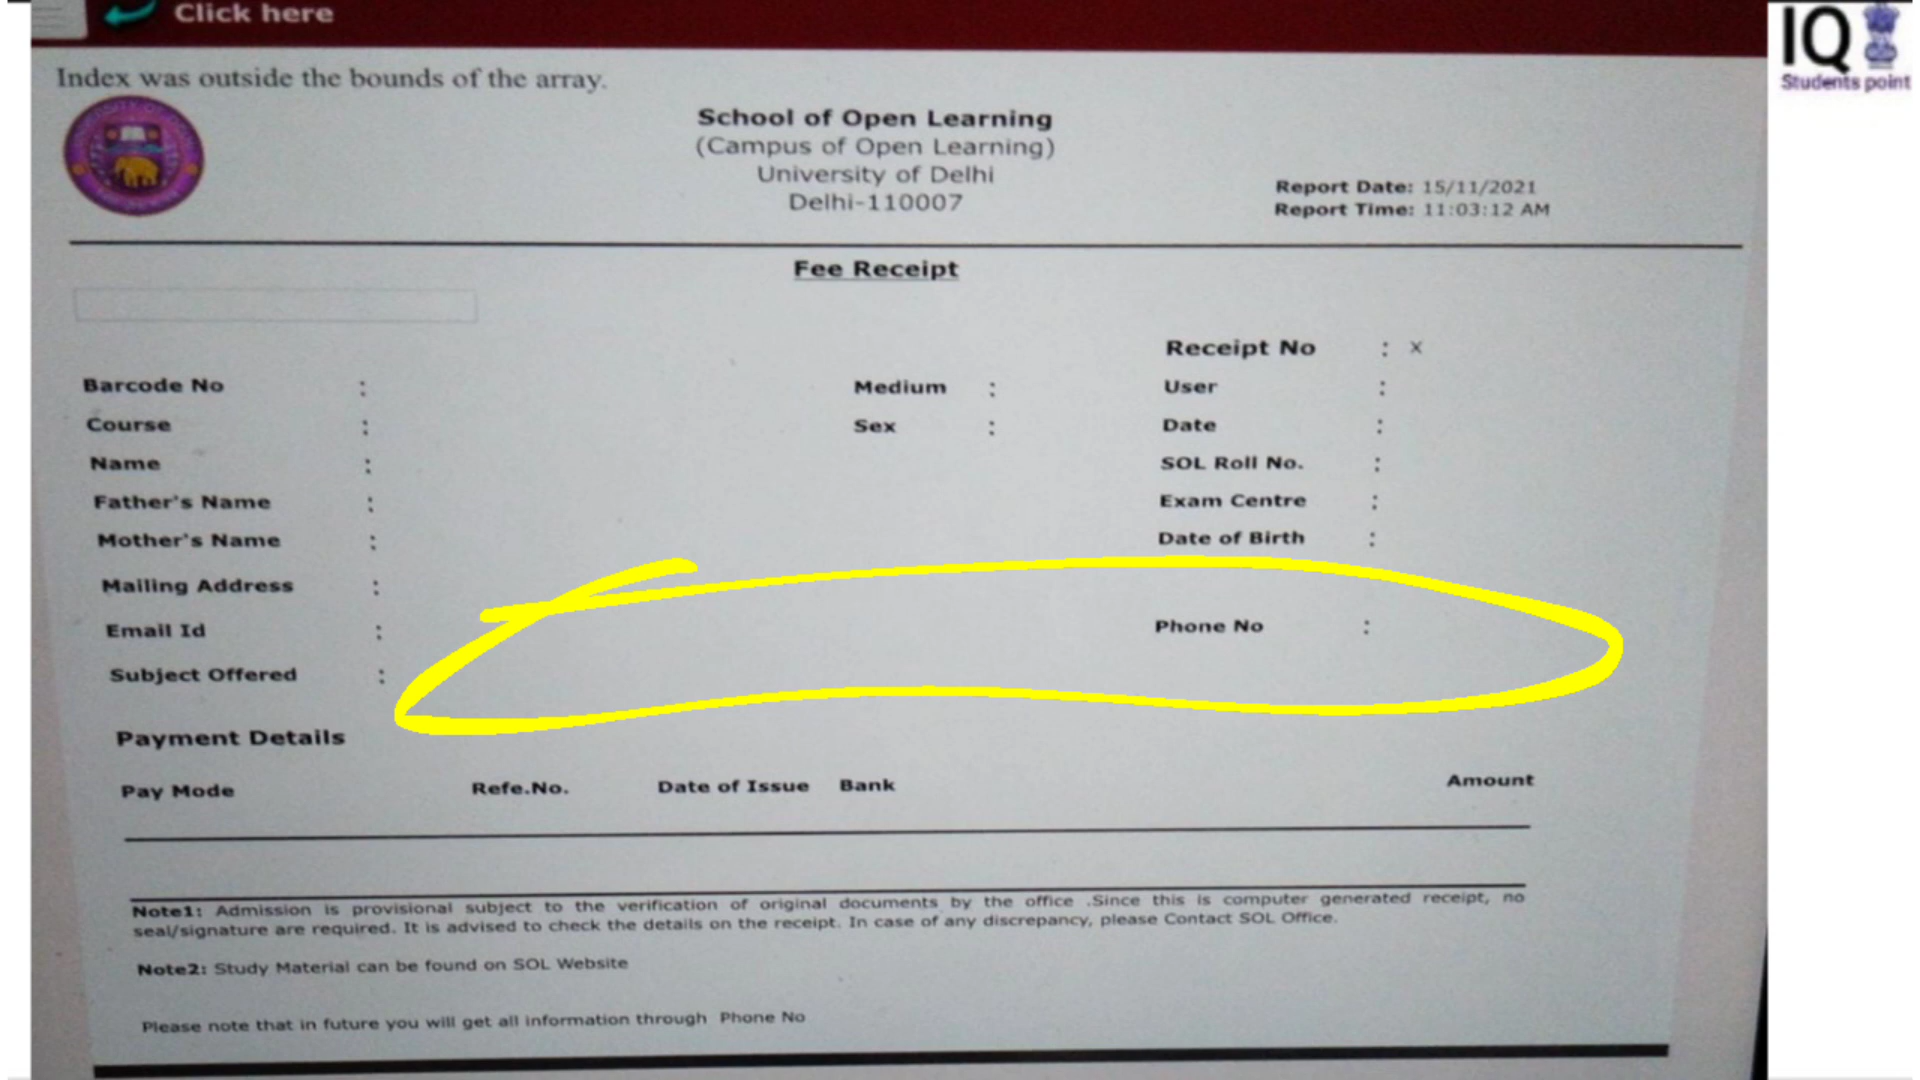 Click here
IQ
Students point
Index was outside the bounds of the array.
School of Open Learning
(Campus of Open Learning)
University of Delhi
Delhi-110007
Report Date: 15/11/2021
Report Time: 11:03:12 AM
Fee Receipt
Receipt No : x
Barcode No : Medium : User :
Course : Sex : Date :
Name : SOL Roll No. :
Father's Name : Exam Centre :
Mother's Name : Date of Birth :
Mailing Address :
Email Id : Phone No :
Subject Offered :
Payment Details
Pay Mode Refe.No. Date of Issue Bank Amount
Note1: Admission is provisional subject to the verification of original documents by the office .Since this is computer generated receipt, no
seal/signature are required. It is advised to check the details on the receipt. In case of any discrepancy, please Contact SOL Office.
Note2: Study Material can be found on SOL Website
Please note that in future you will get all information through Phone No